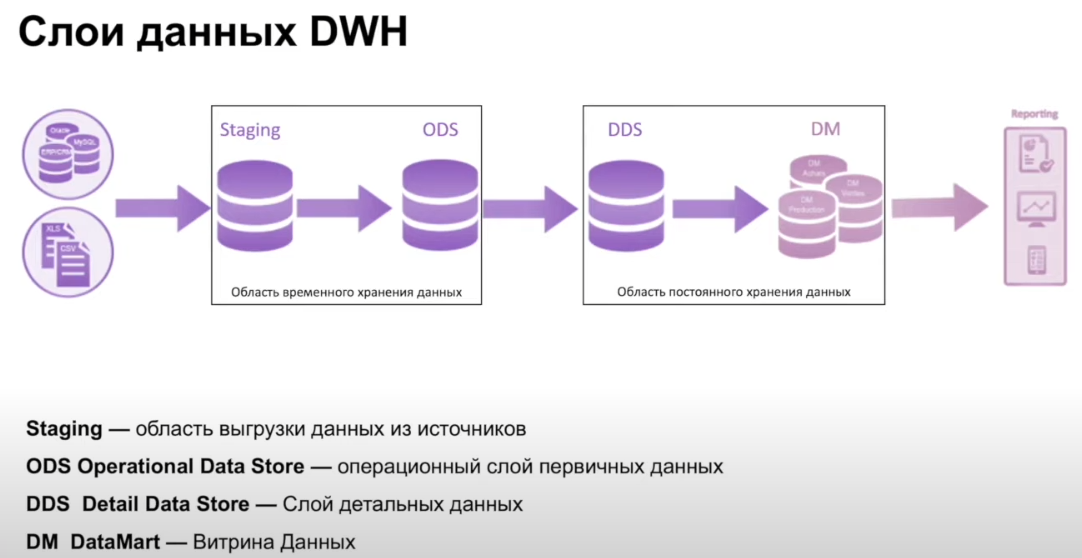 Слои данных DWH
Oracle
MySQL
ERP/CRM
XLS
CSV
Staging
ODS
Область временного хранения данных
DDS
DM
DM
DM
DM
Production
Область постоянного хранения данных
Reporting
Staging — область выгрузки данных из источников
ODS Operational Data Store — операционный слой первичных данных
DDS Detail Data Store — Слой детальных данных
DM DataMart — Витрина Данных